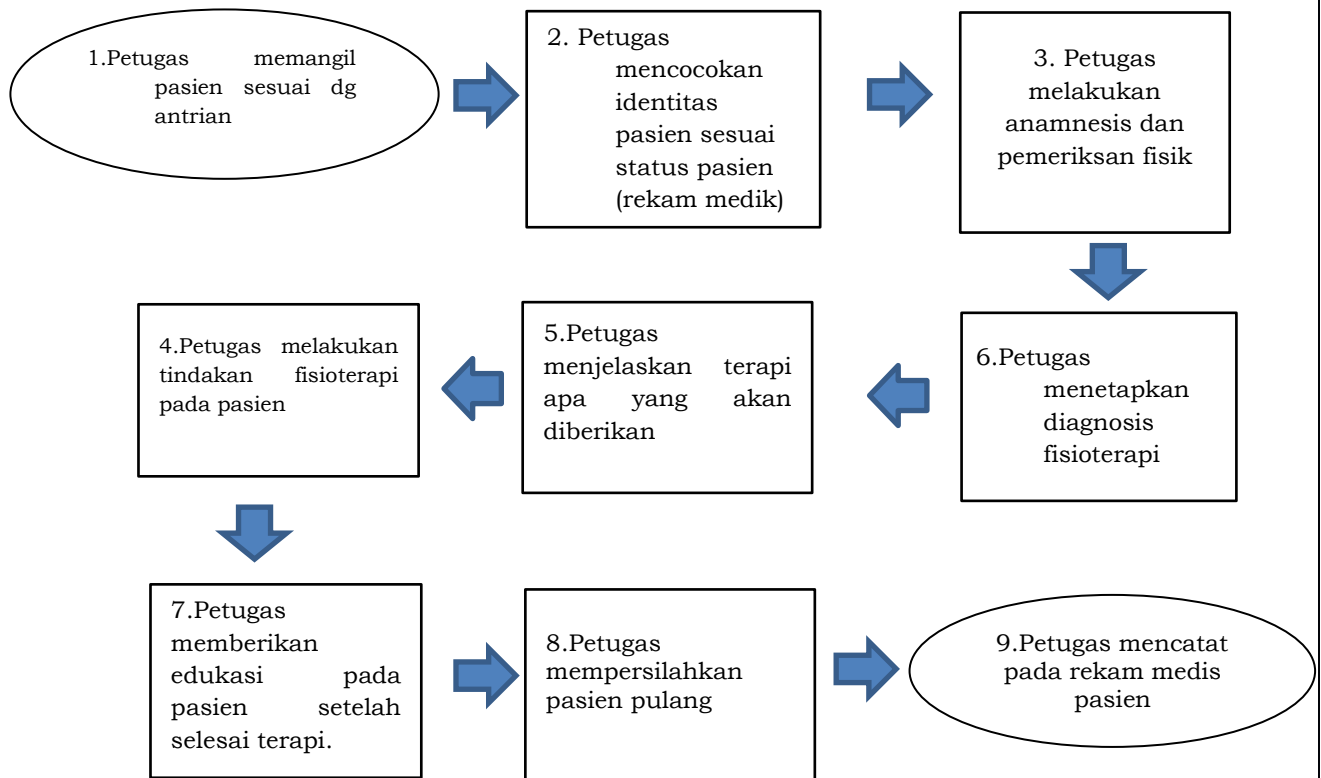 1.Petugas memangil
pasien sesuai dg
antrian
2. Petugas
mencocokan
identitas
pasien sesuai
status pasien
(rekam medik)
3. Petugas
melakukan
anamnesis dan
pemeriksan fisik
4.Petugas melakukan
tindakan fisioterapi
pada pasien
5.Petugas
menjelaskan terapi
apa yang akan
diberikan
6.Petugas
menetapkan
diagnosis
fisioterapi
7.Petugas
memberikan
edukasi pada
pasien setelah
selesai terapi.
8.Petugas
mempersilahkan
pasien pulang
9.Petugas mencatat
pada rekam medis
pasien